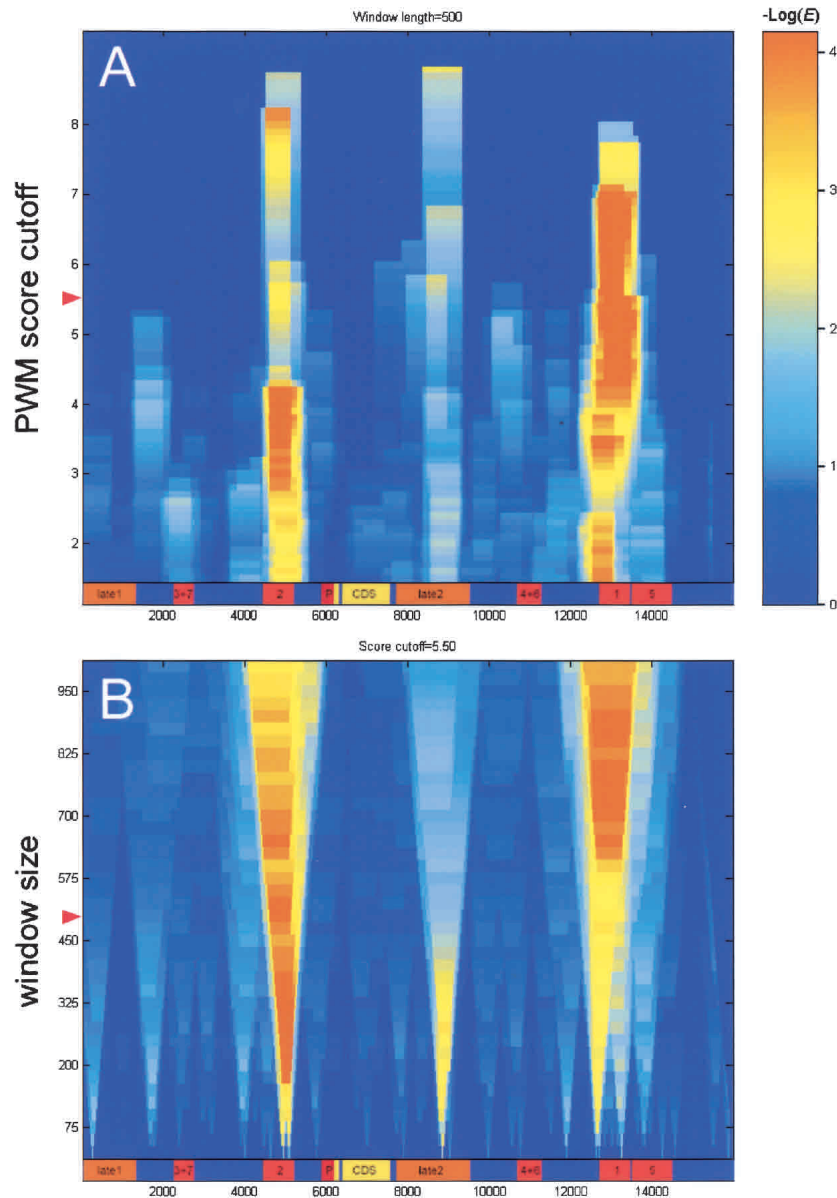 Window length=500
-Log(E)
A
PWM score cutoff
8
7
6
5
4
3
2
4
3
2
1
0
late1 3+7 2 P CDS late2 4+6 1 5
2000 4000 6000 8000 10000 12000 14000
Score cutoff=5.50
B
window size
950
825
700
575
450
325
200
75
late1 3+7 2 P CDS late2 4+6 1 5
2000 4000 6000 8000 10000 12000 14000